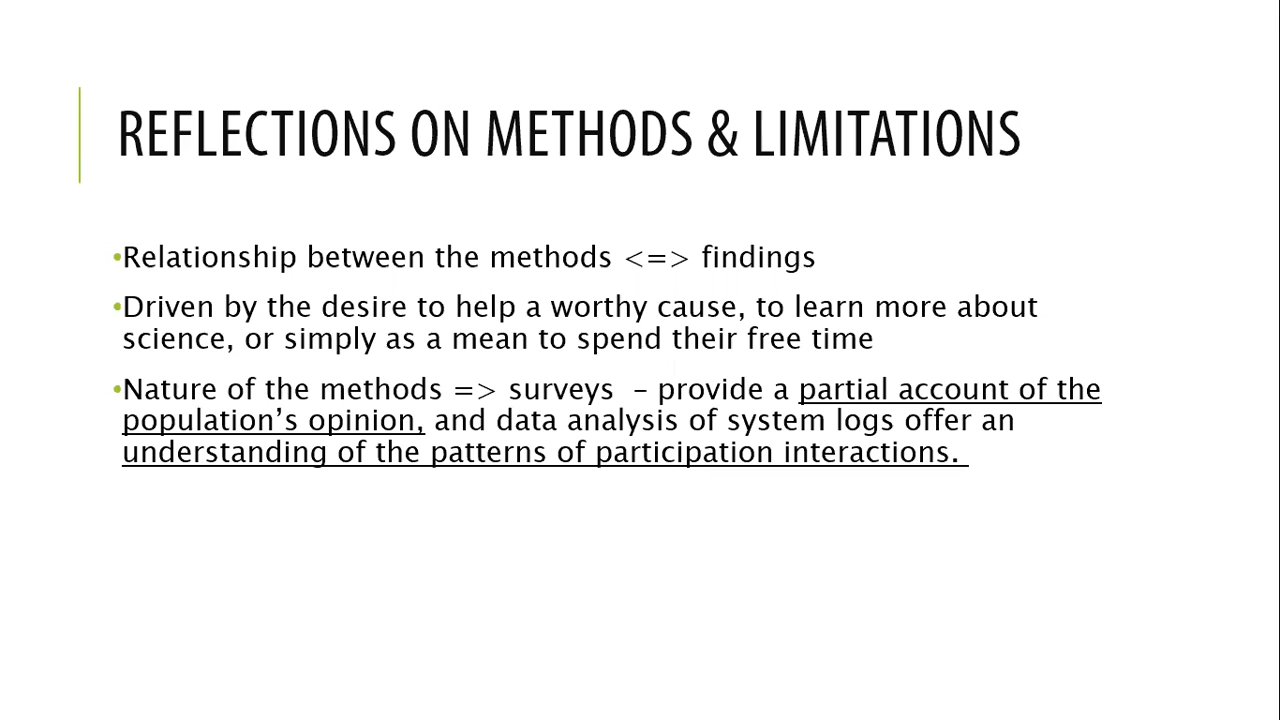 REFLECTIONS ON METHODS & LIMITATIONS
•Relationship between the methods <=> findings
•Driven by the desire to help a worthy cause, to learn more about
science, or simply as a mean to spend their free time
•Nature of the methods => surveys – provide a partial account of the
population’s opinion, and data analysis of system logs offer an
understanding of the patterns of participation interactions.